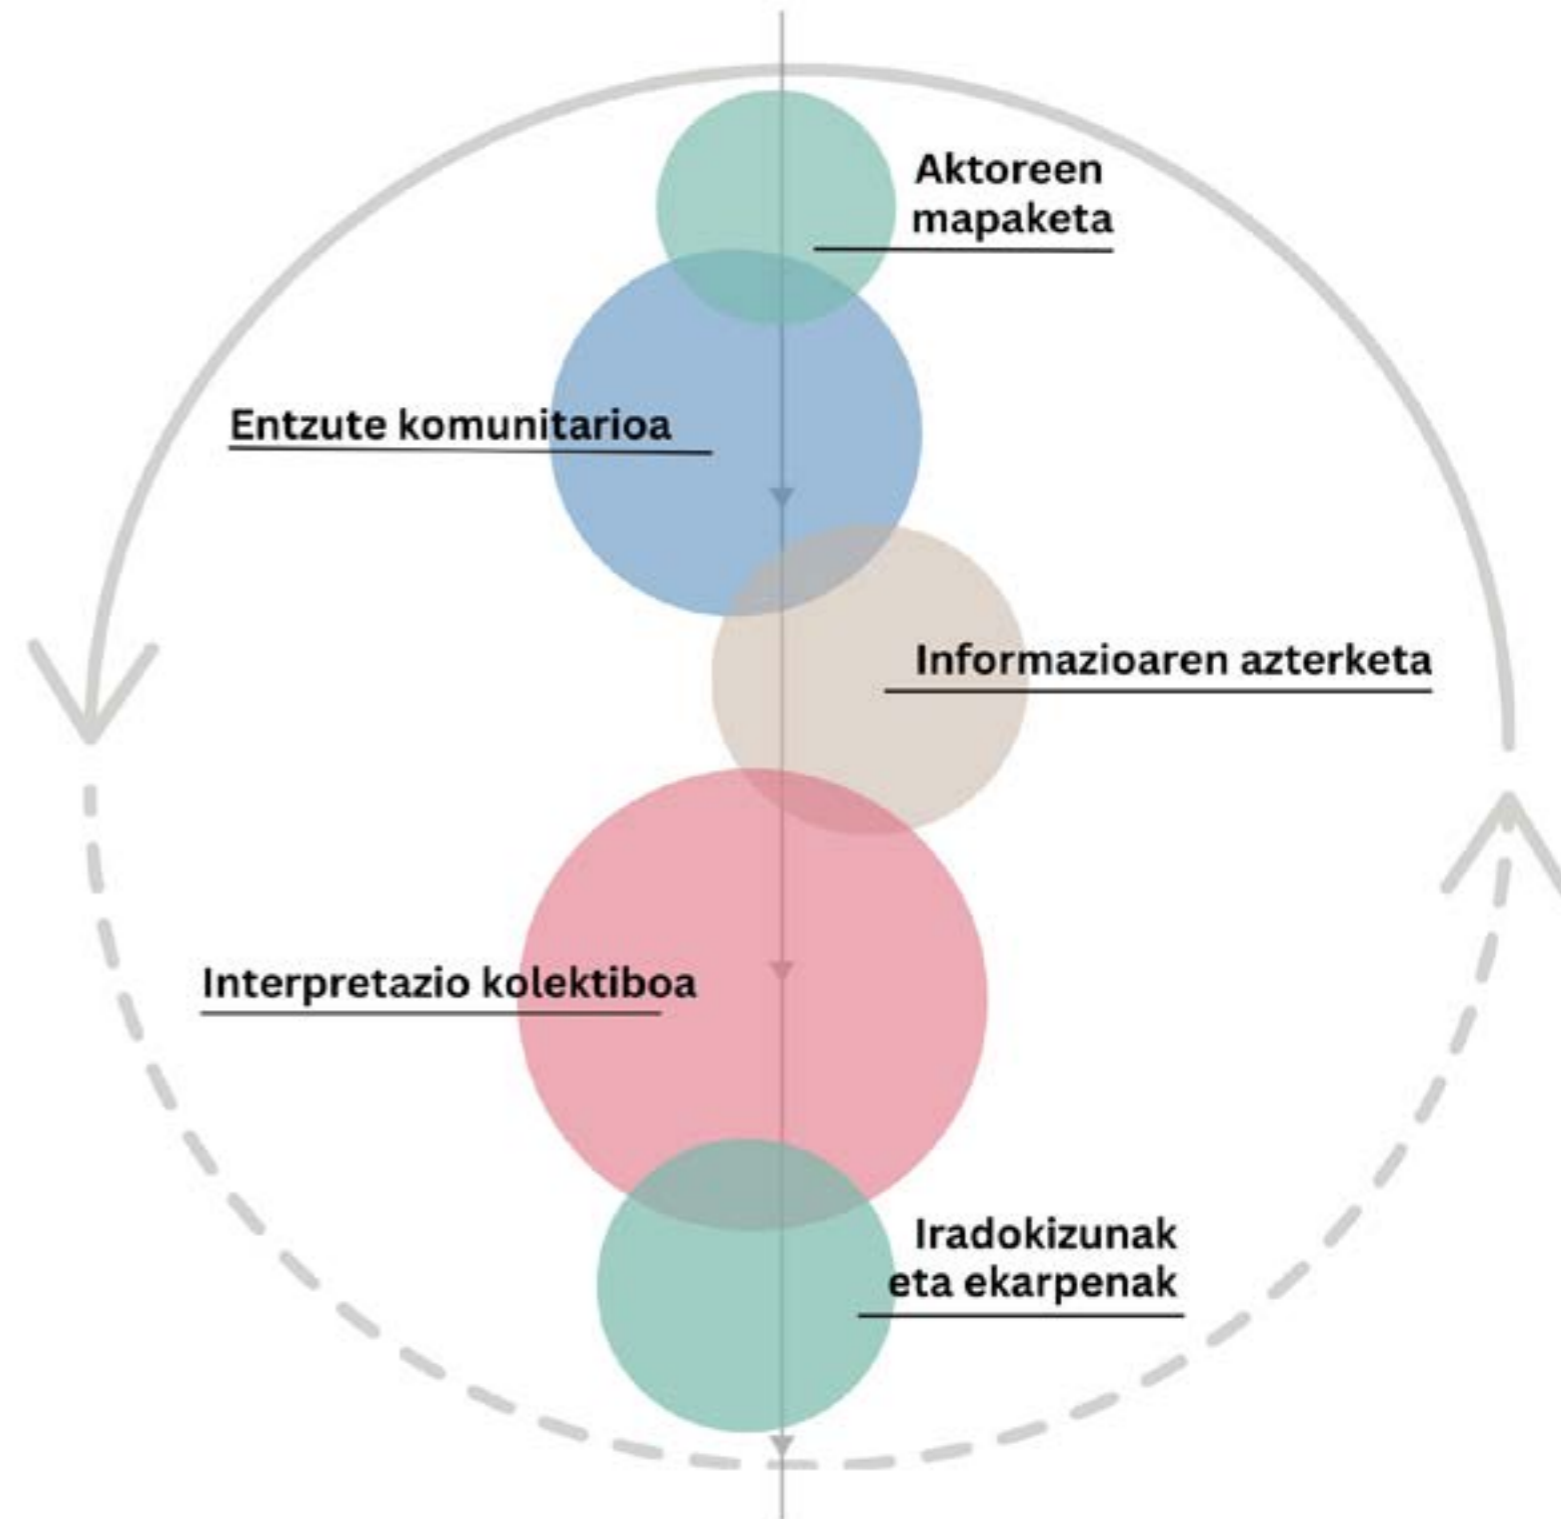 Aktoreen
mapaketa
Entzute komunitarioa
Informazioaren azterketa
Interpretazio kolektiboa
Iradokizunak
eta ekarpenak